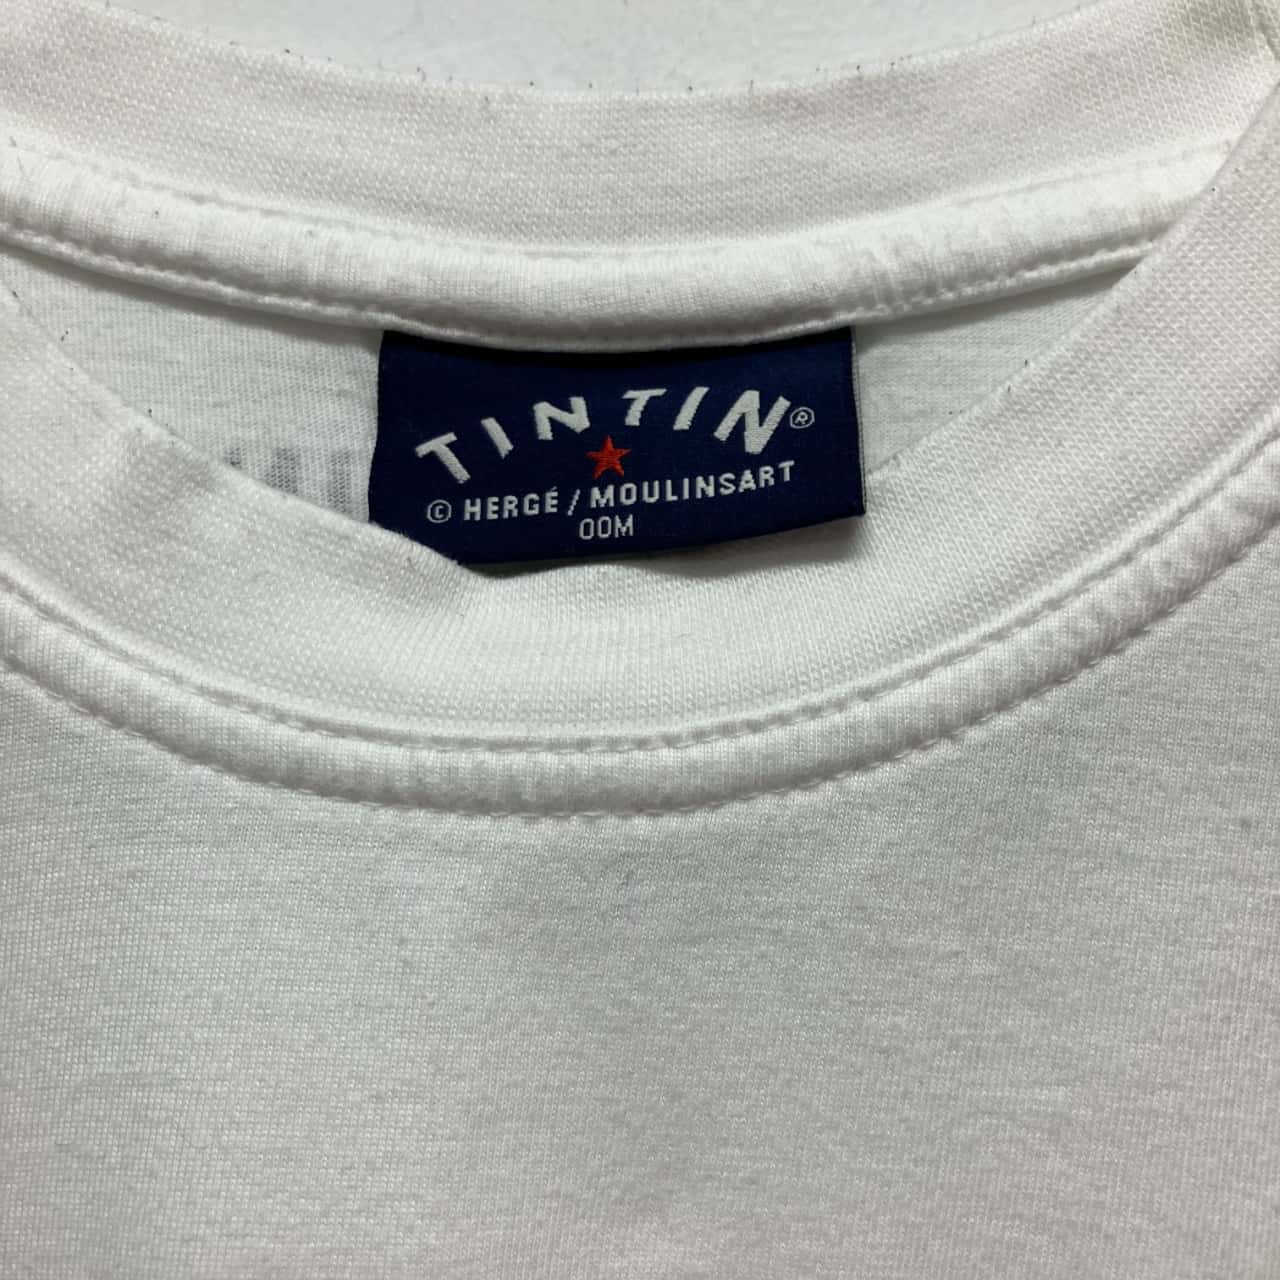 TINTIN®
© HERGÉ / MOULINSART
00M